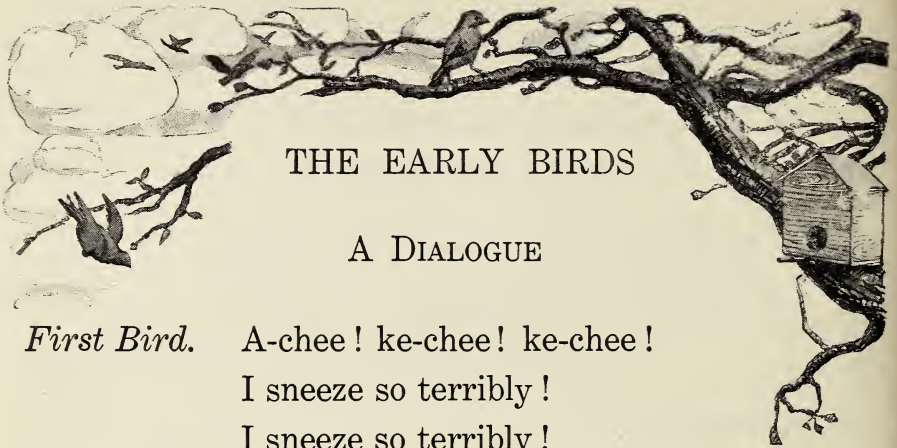 THE EARLY BIRDS
A DIALOGUE
First Bird. A-chee! ke-chee! ke-chee!
I sneeze so terribly!
I sneeze so terribly!